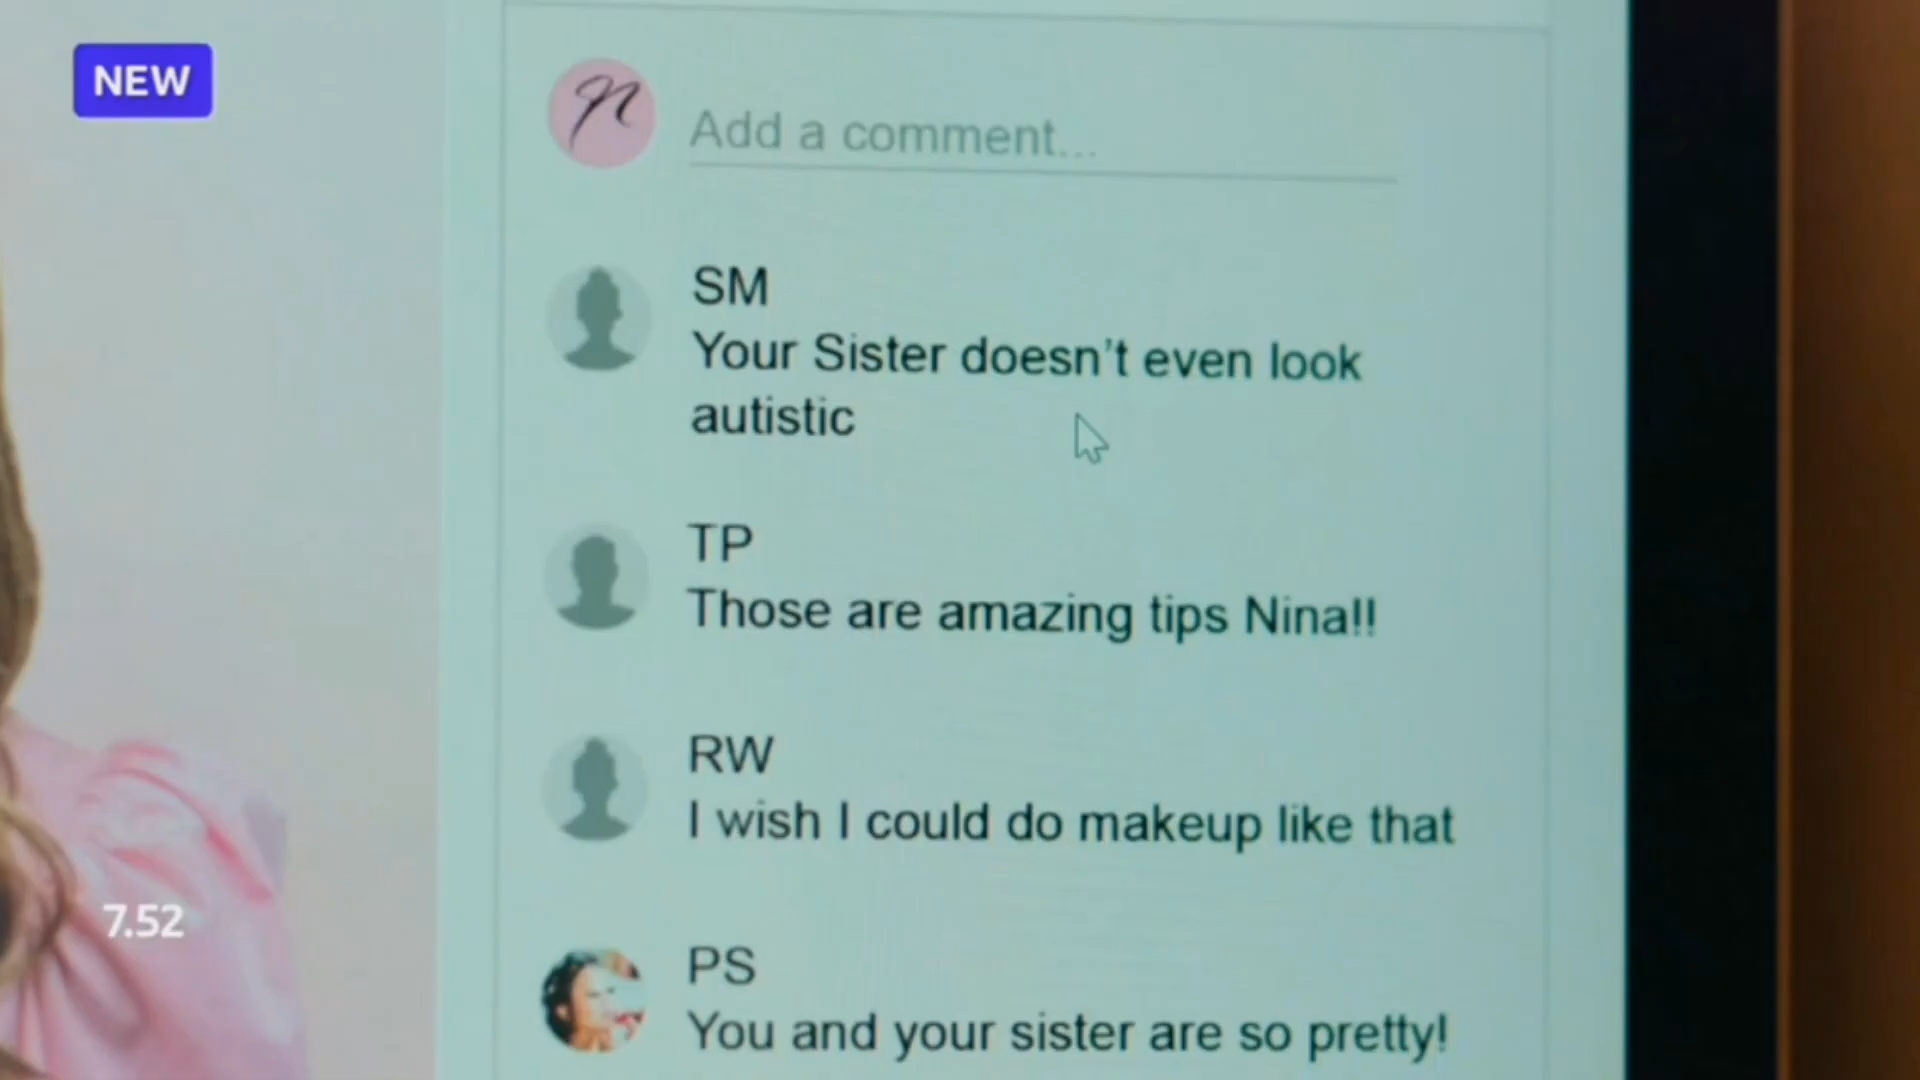 NEW
n
Add a comment...
SM
Your Sister doesn't even look
autistic
TP
Those are amazing tips Nina!!
RW
I wish I could do makeup like that
7.52
PS
You and your sister are so pretty!